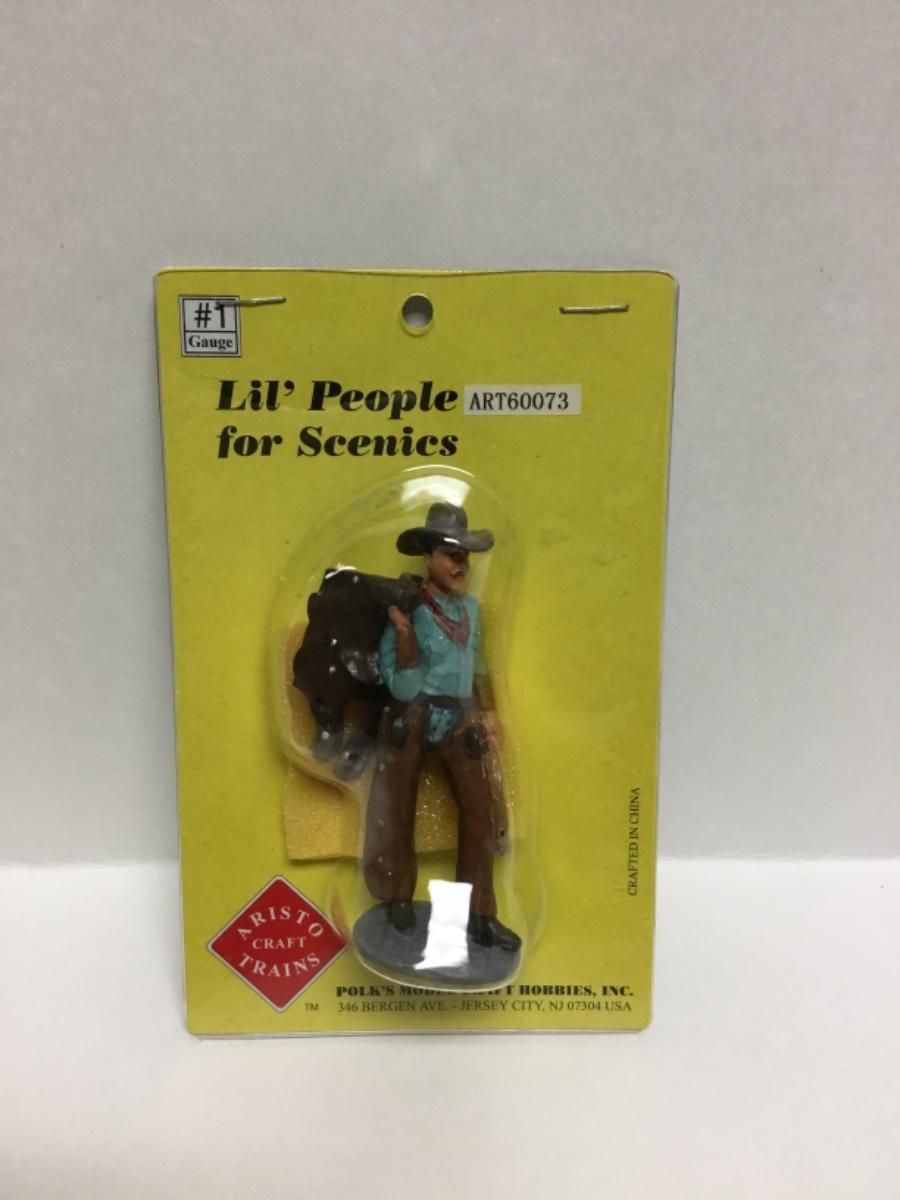 #1
Gauge
Lil' People ART60073
for Scenics
CRAFTED IN CHINA
ARISTO
CRAFT
TRAINS
TM
POLK'S HOBBIES, INC.
346 BERGEN AVE. - JERSEY CITY, NJ 07304 USA